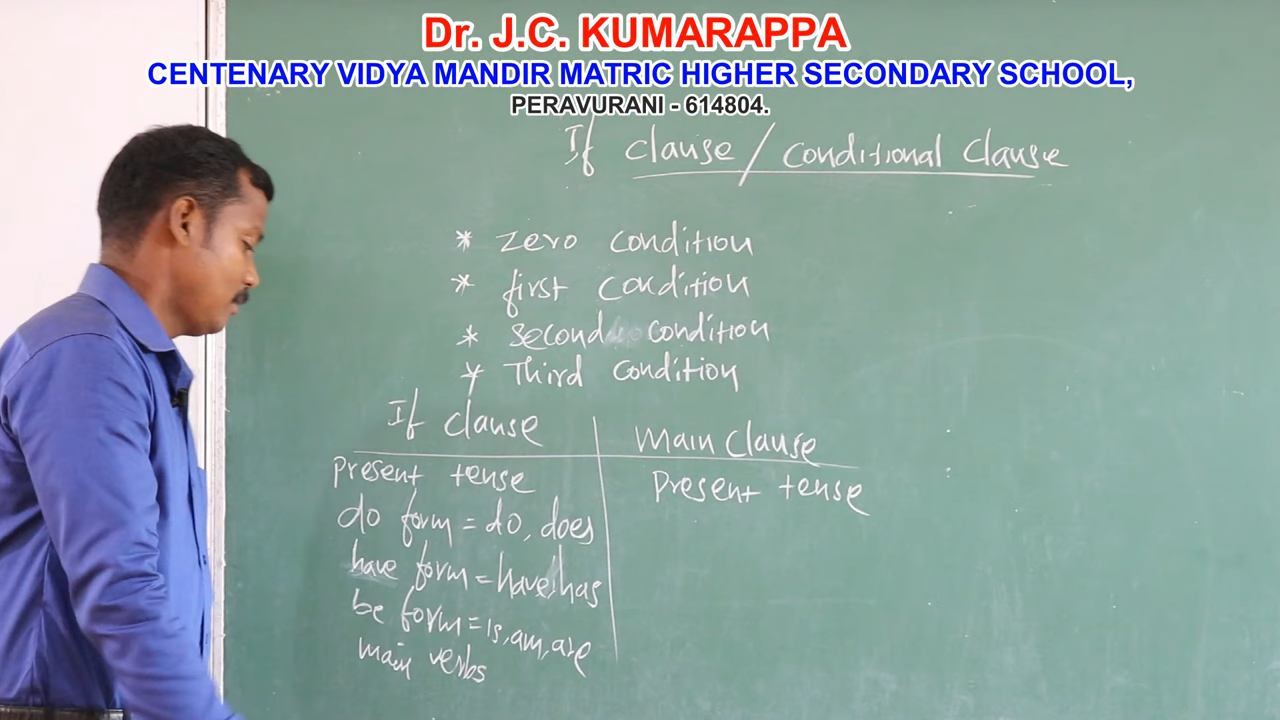 Dr. J.C. KUMARAPPA
CENTENARY VIDYA MANDIR MATRIC HIGHER SECONDARY SCHOOL,
PERAVURANI - 614804.
If clause / conditional clause
* zero condition
* first condition
* second condition
* Third condition
If clause
Main clause
Present tense
Present tense
do form = do, does
have form = have, has
be form = is, am, are
main verbs